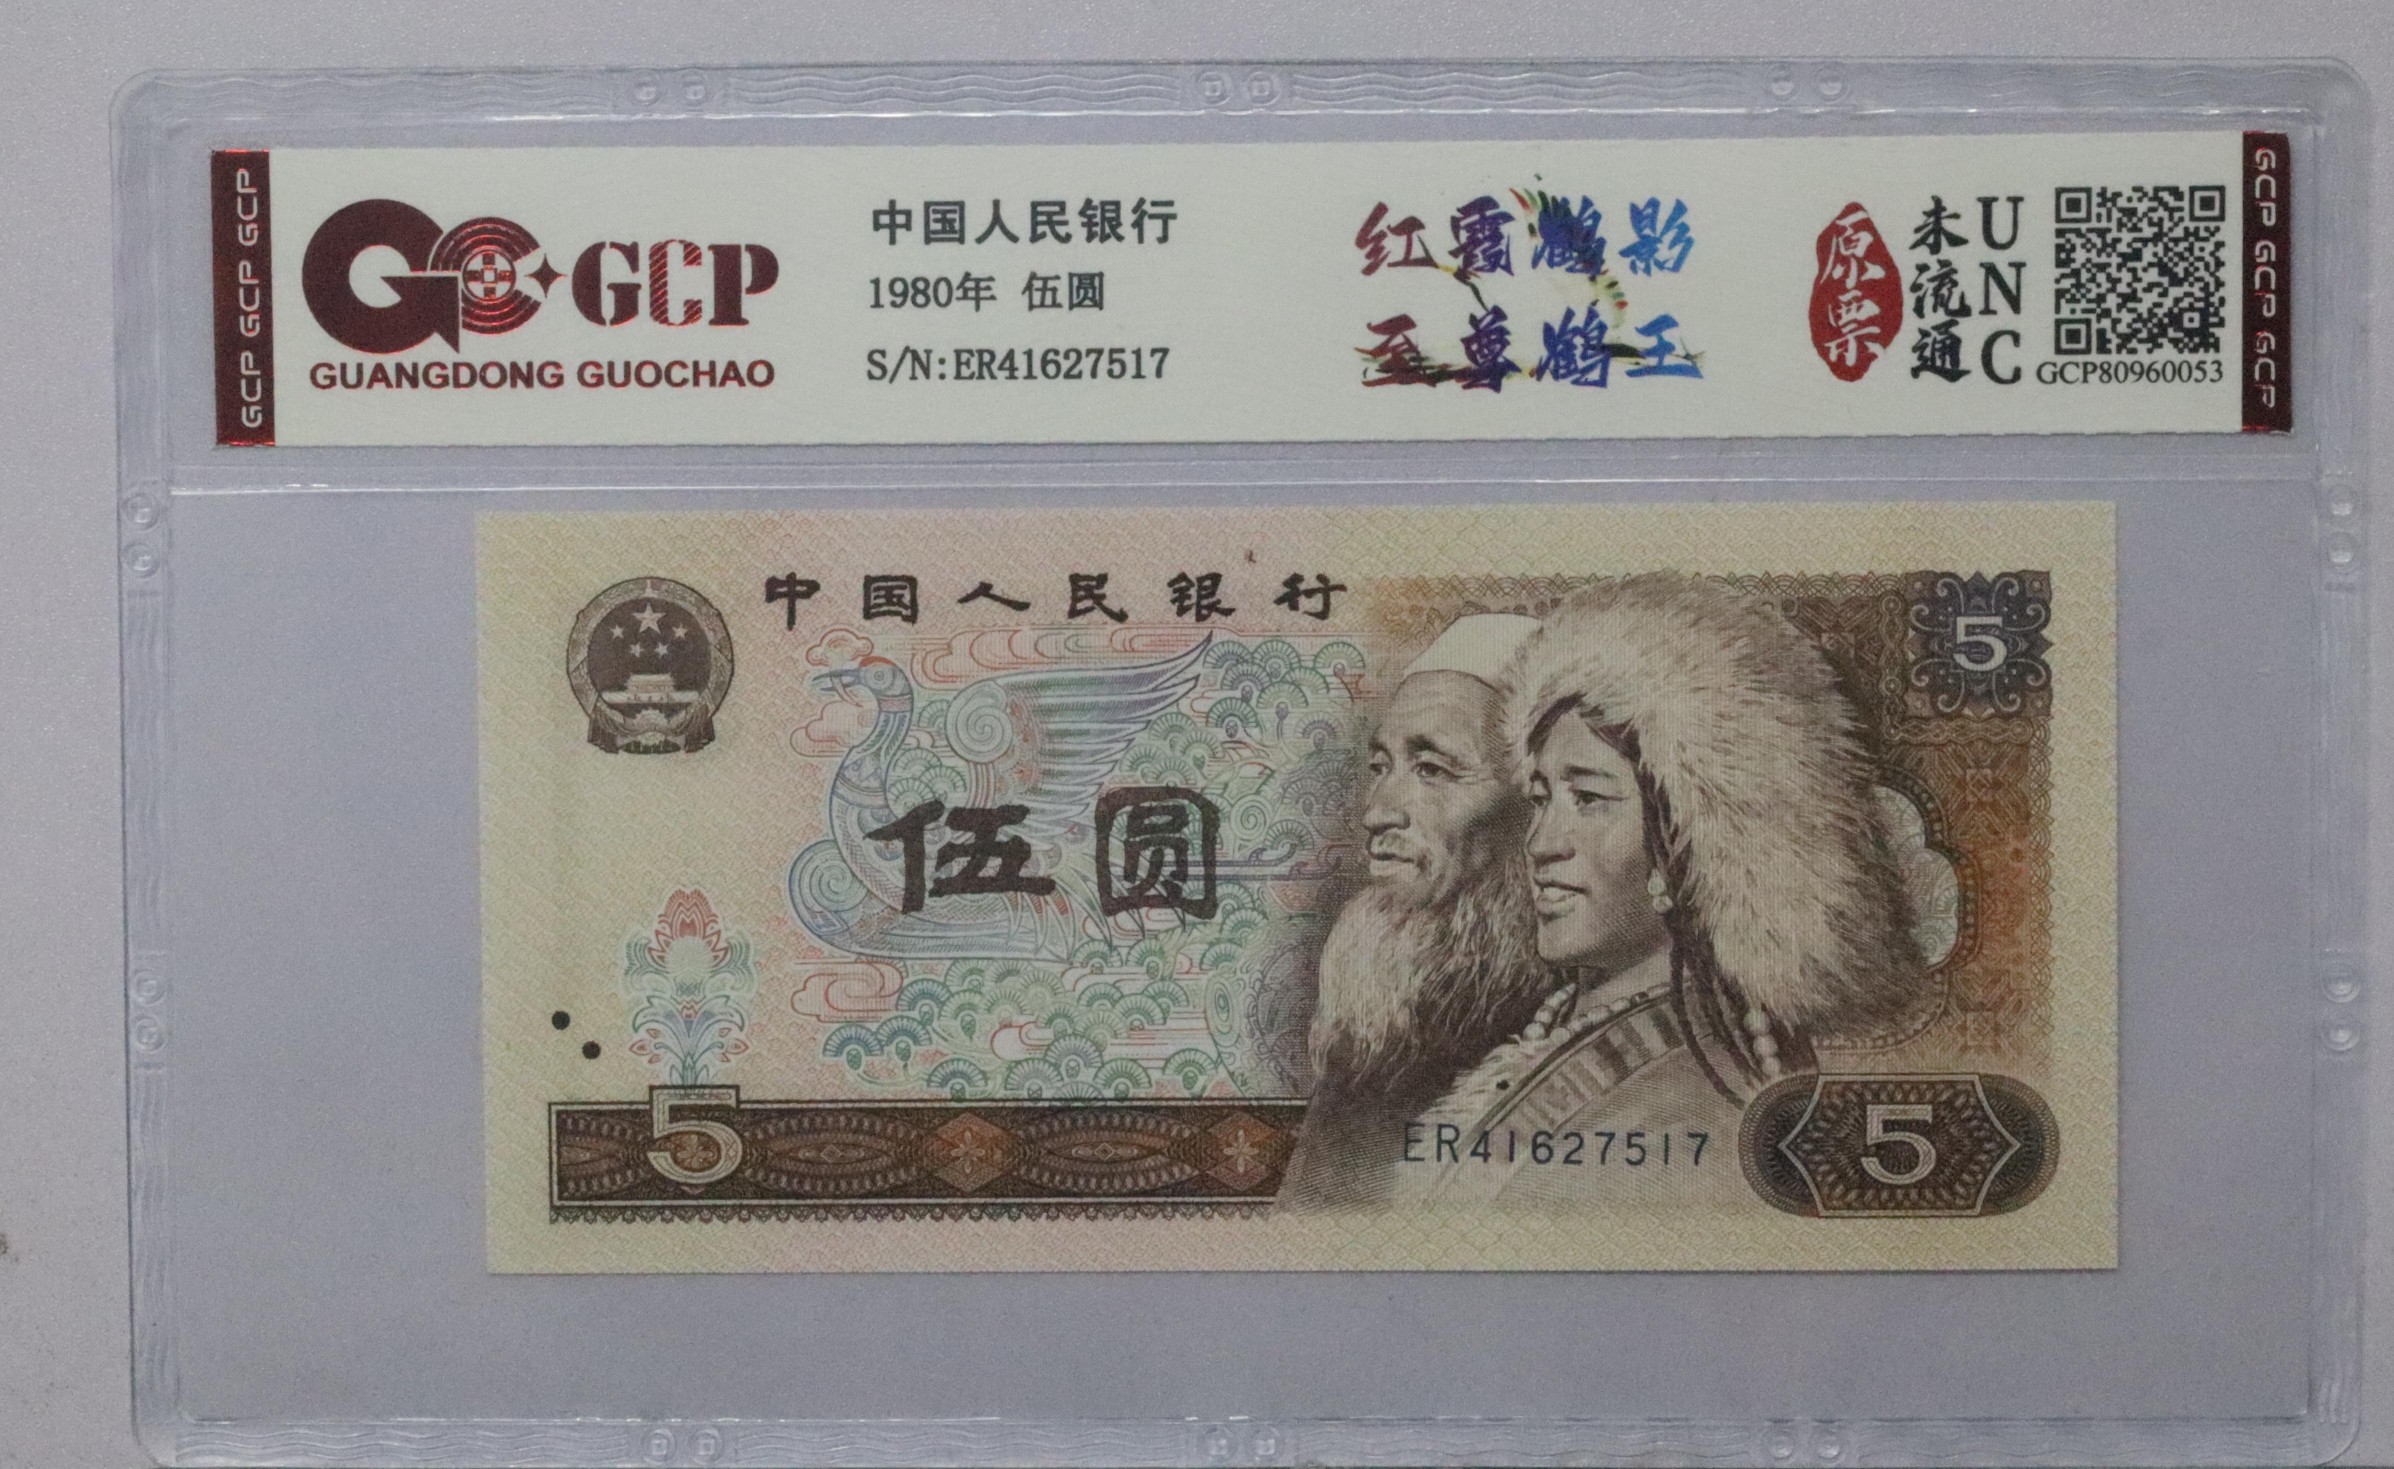 GCP GCP GCP
GCP
GUANGDONG GUOCHAO
中国人民银行
1980年 伍圆
S/N:ER41627517
红霞鹤影
至尊鹤王
原票
未流通
UNC
GCP80960053
GCP GCP GCP
中国人民银行
5
伍圆
5
ER41627517
5